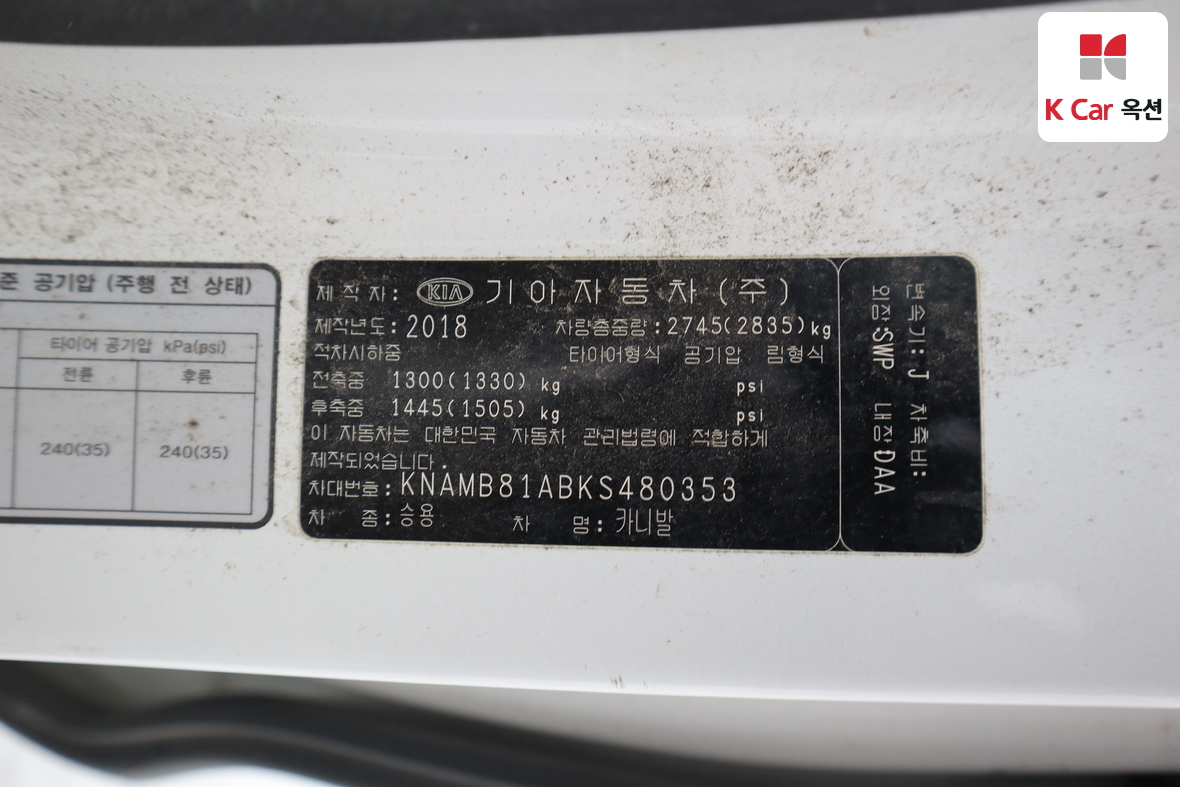 K Car 옥션
준 공기압 (주행 전 상태)
타이어 공기압 kPa(psi)
전륜 후륜
240(35) 240(35)
제 작 자: KIA 기아자동차(주)
제작년도: 2018 차량총중량: 2745(2835)kg
적차시하중 타이어형식 공기압 림형식
전축중 1300(1330) kg psi
후축중 1445(1505) kg psi
이 자동차는 대한민국 자동차 관리법령에 적합하게
제작되었습니다.
차대번호: KNAMB81ABKS480353
차 종: 승용 차 명: 카니발
변속기: J 차축비:
외장SWP 내장DAA